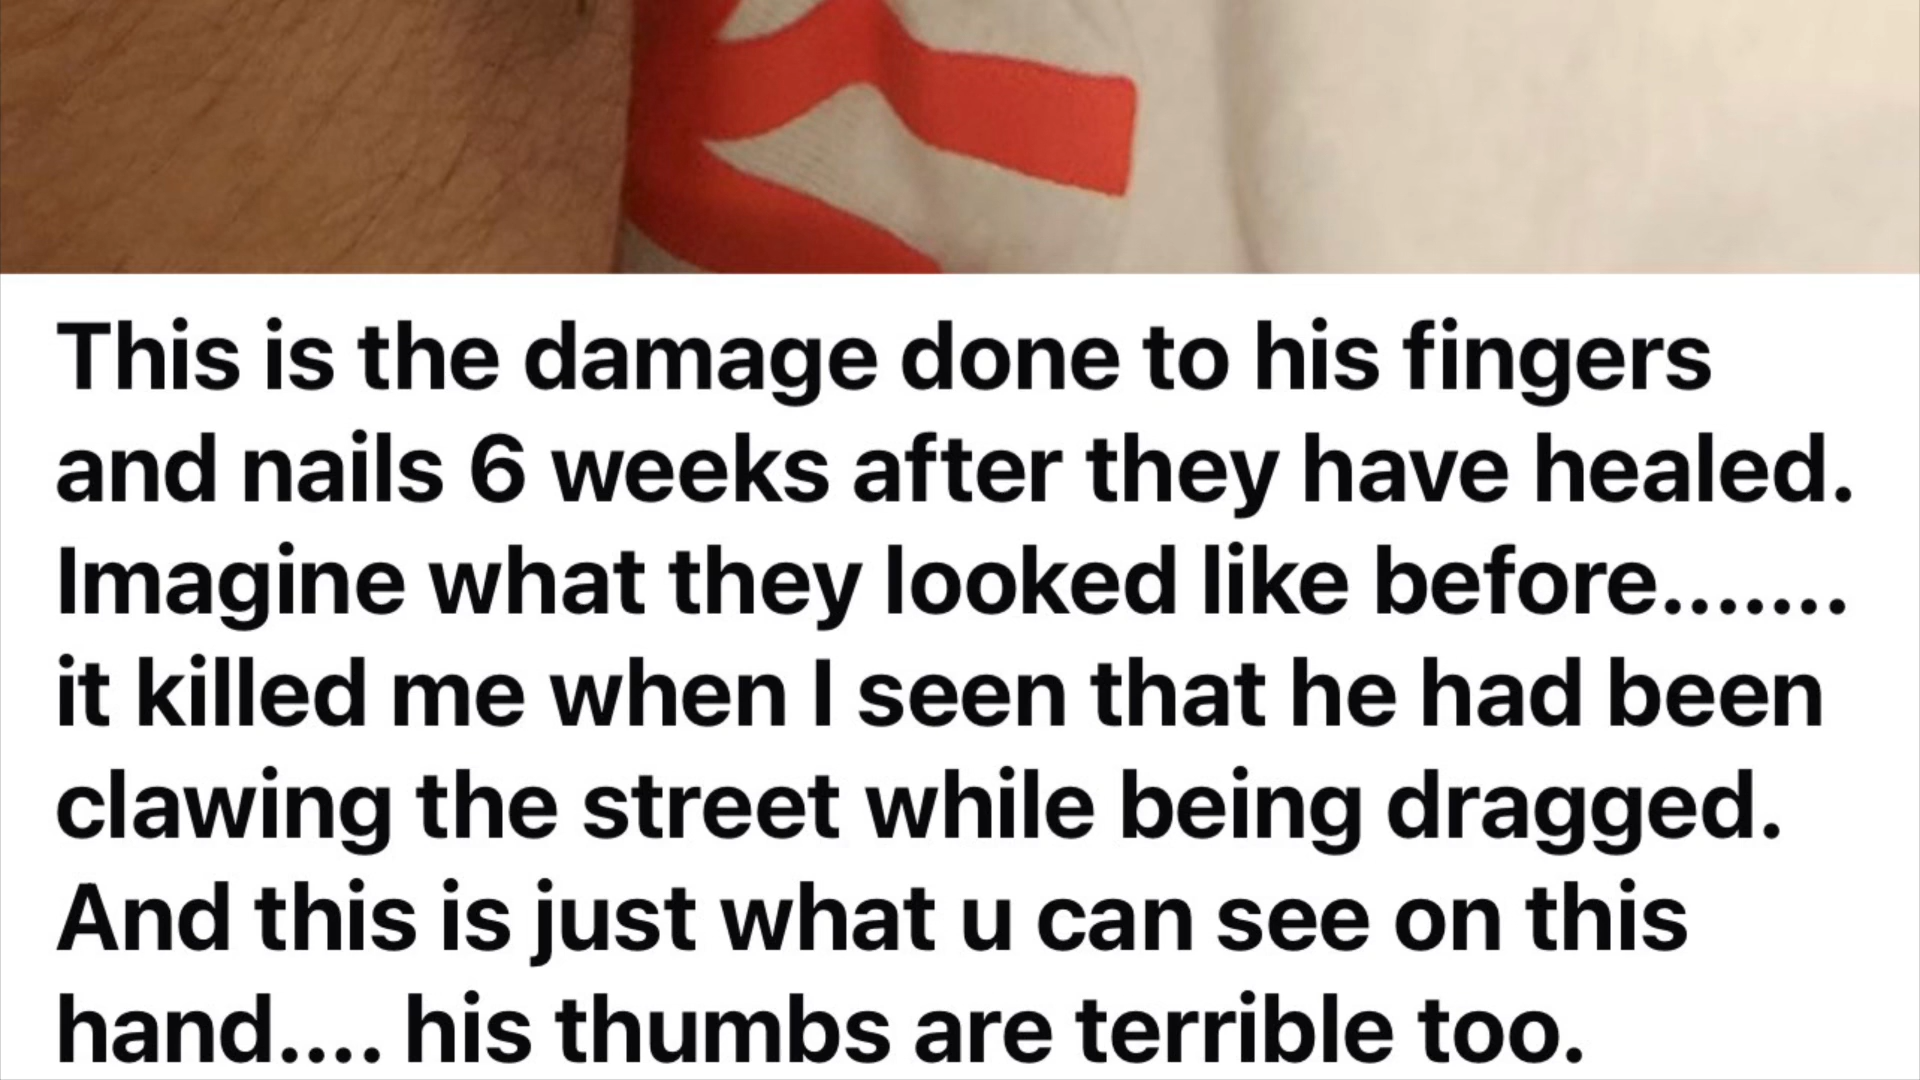 This is the damage done to his fingers
and nails 6 weeks after they have healed.
Imagine what they looked like before.......
it killed me when I seen that he had been
clawing the street while being dragged.
And this is just what u can see on this
hand.... his thumbs are terrible too.